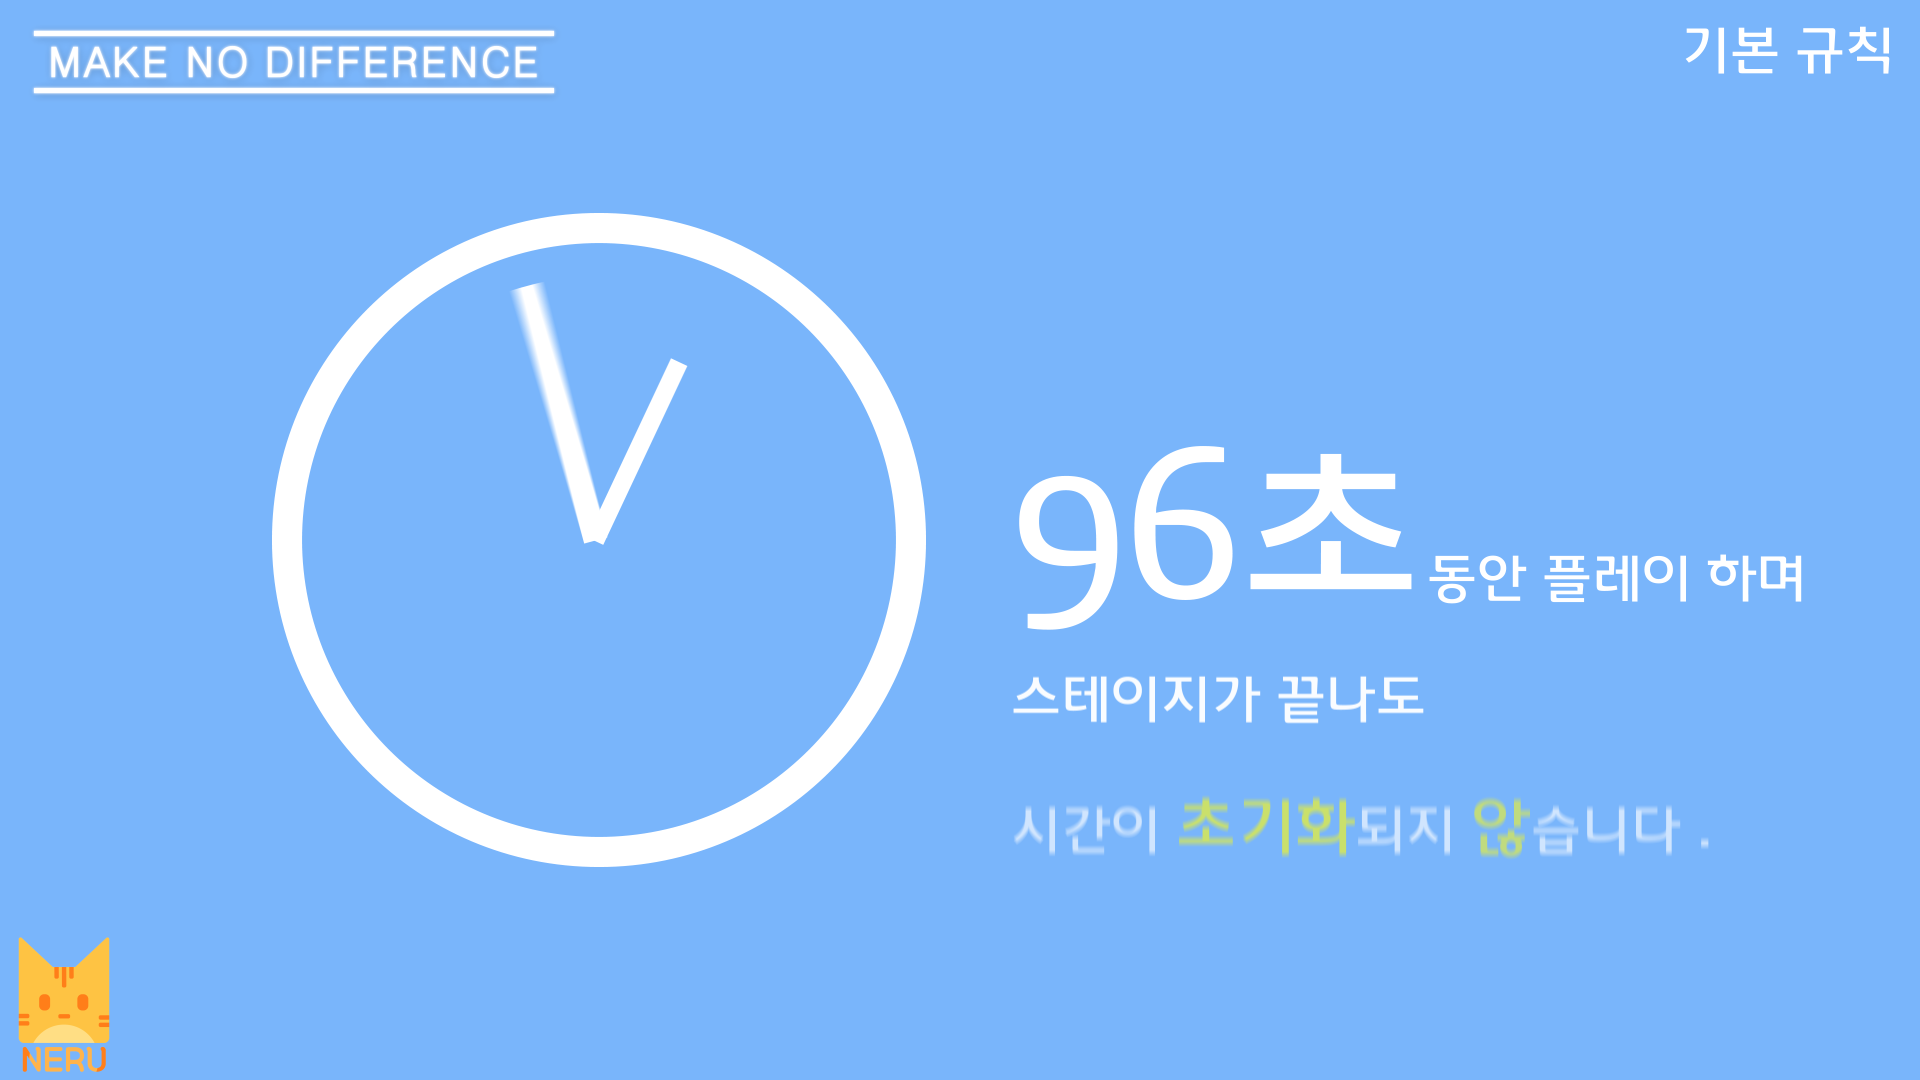 MAKE NO DIFFERENCE
기본 규칙
96초 동안 플레이 하며
스테이지가 끝나도
시간이 초기화되지 않습니다 .
NERU